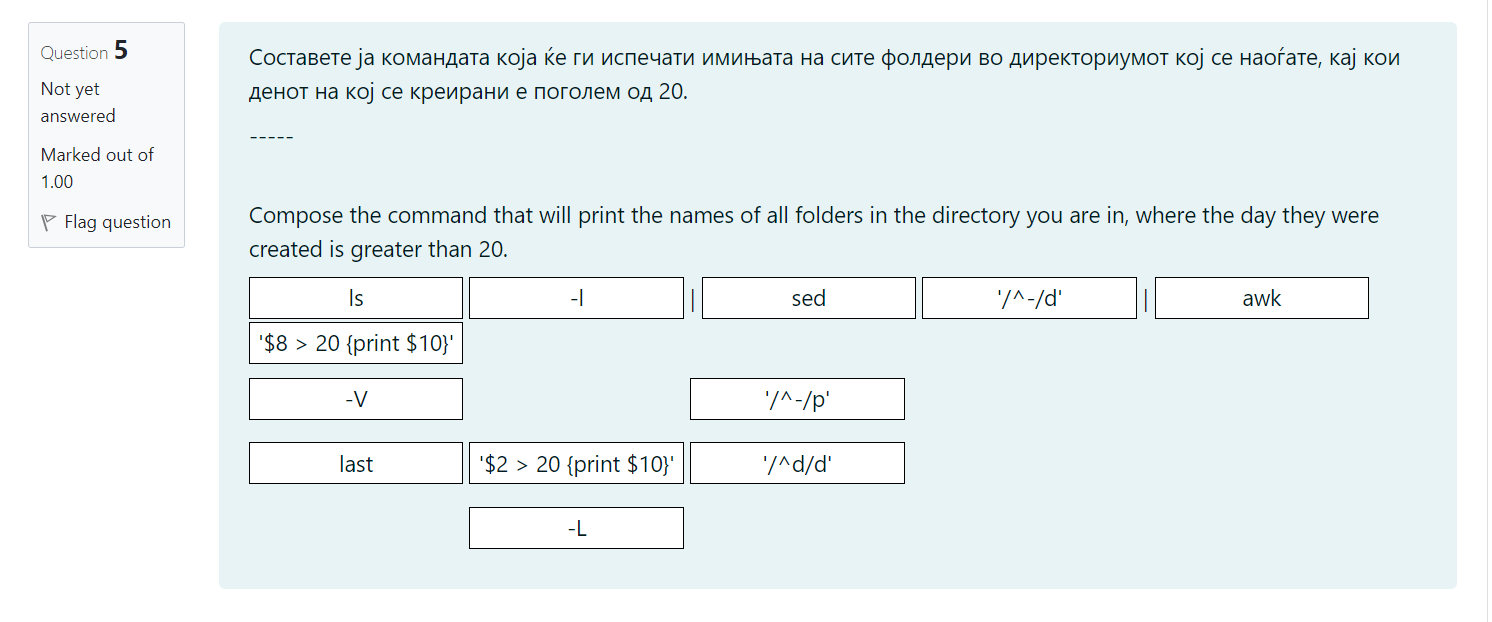 Question 5
Not yet
answered
Marked out of
1.00
Flag question
Составете ја командата која ќе ги испечати имињата на сите фолдери во директориумот кој се наоѓате, кај кои
денот на кој се креирани е поголем од 20.
-----
Compose the command that will print the names of all folders in the directory you are in, where the day they were
created is greater than 20.
ls -l | sed '/^-/d' | awk
'$8 > 20 {print $10}'
-V '/^-/p'
last '$2 > 20 {print $10}' '/^d/d'
-L